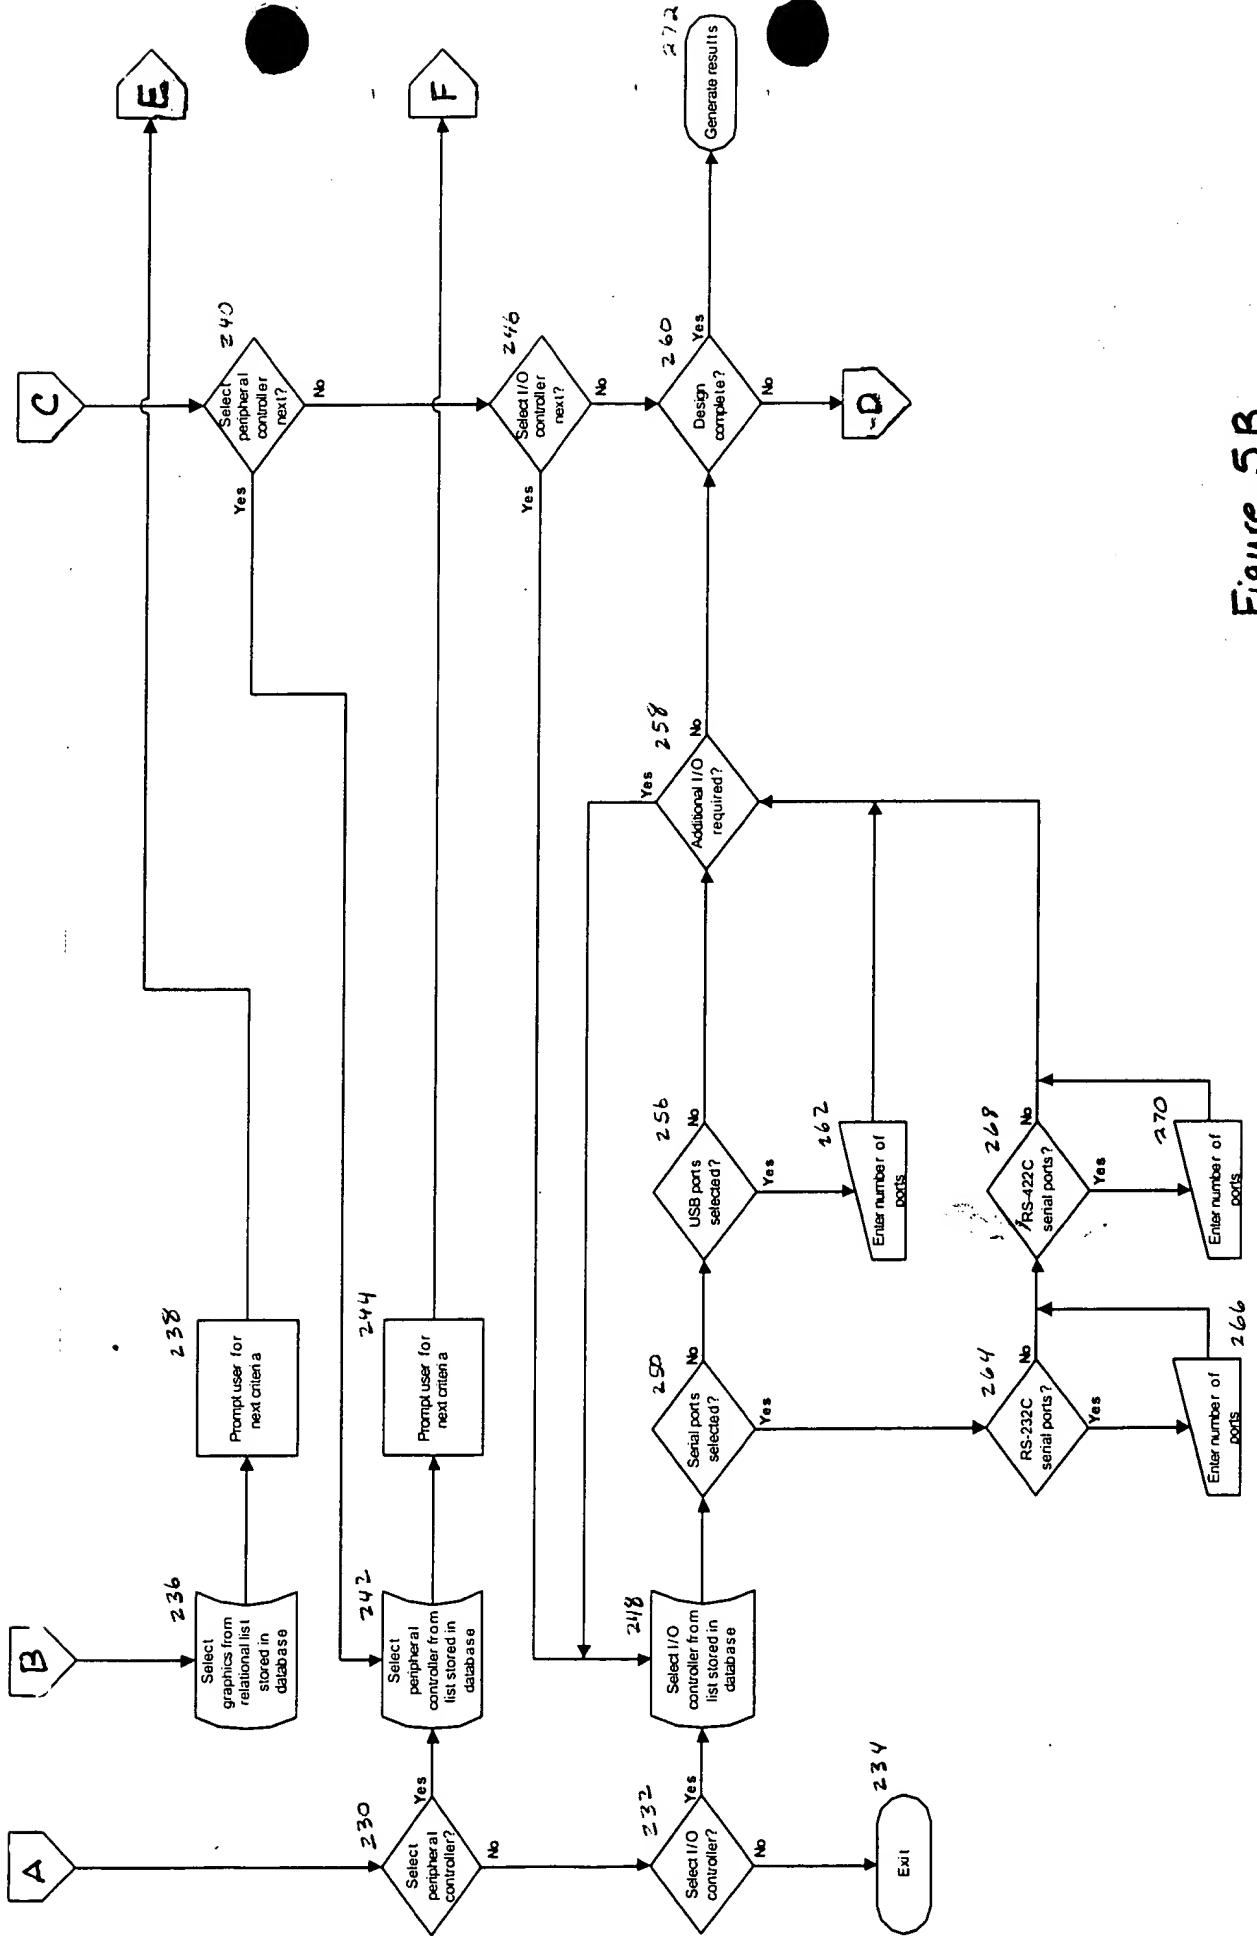 A
230
Select
peripheral
controller?
Yes
No
232
Select I/O
controller?
Yes
No
234
Exit
B
236
Select
graphics from
relational list
stored in
database
238
Prompt user for
next criteria
E
242
Select
peripheral
controller from
list stored in
database
244
Prompt user for
next criteria
F
248
Select I/O
controller from
list stored in
database
250
Serial ports
selected?
No
Yes
256
USB ports
selected?
No
Yes
262
Enter number of
ports
258
Additional I/O
required?
Yes
No
264
RS-232C
serial ports?
No
Yes
266
Enter number of
ports
268
RS-422C
serial ports?
No
Yes
270
Enter number of
ports
C
240
Select
peripheral
controller
next?
Yes
No
246
Select I/O
controller
next?
Yes
No
260
Design
complete?
Yes
No
D
272
Generate results
Figure 5B